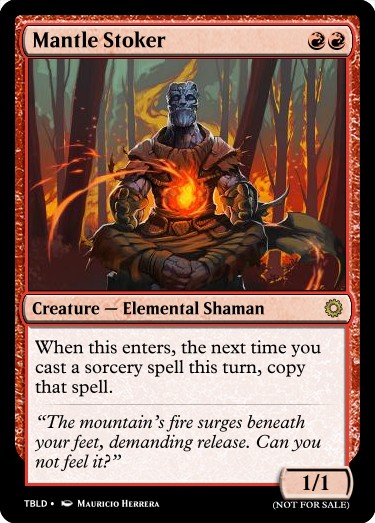 Mantle Stoker
Creature — Elemental Shaman
When this enters, the next time you
cast a sorcery spell this turn, copy
that spell.
“The mountain’s fire surges beneath
your feet, demanding release. Can you
not feel it?”
1/1
TBLD • Mauricio Herrera
(NOT FOR SALE)